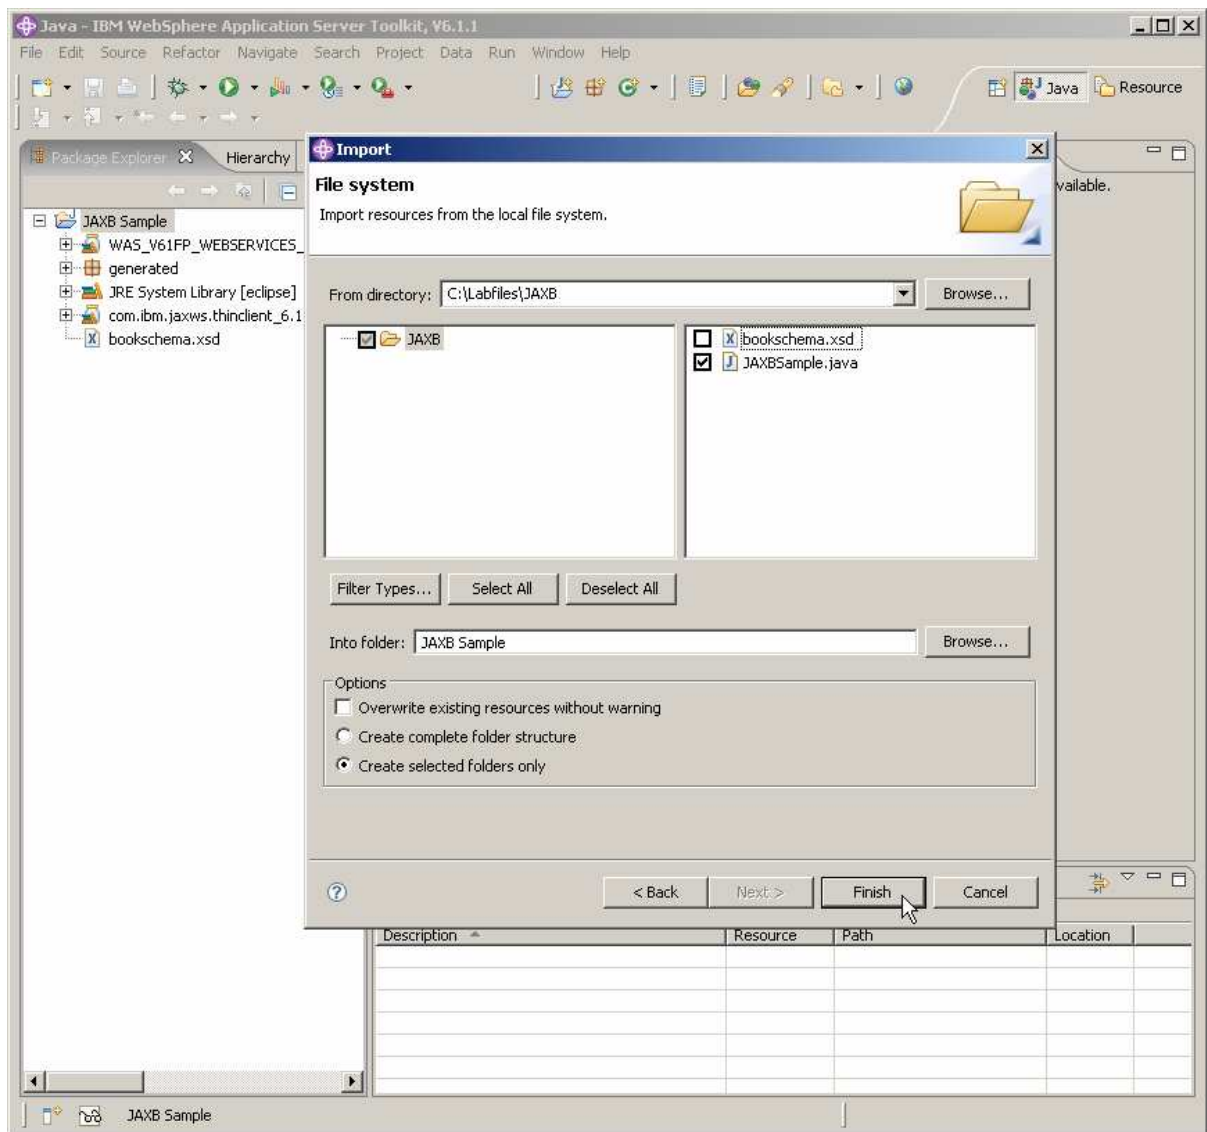 Java - IBM WebSphere Application Server Toolkit, V6.1.1
File Edit Source Refactor Navigate Search Project Data Run Window Help
Java Resource
Package Explorer Hierarchy
vailable.
JAXB Sample
WAS_V61FP_WEBSERVICES_
generated
JRE System Library [eclipse]
com.ibm.jaxws.thinclient_6.1
bookschema.xsd
Import
File system
Import resources from the local file system.
From directory: C:\Labfiles\JAXB Browse...
JAXB
bookschema.xsd
JAXBSample.java
Filter Types... Select All Deselect All
Into folder: JAXB Sample Browse...
Options
Overwrite existing resources without warning
Create complete folder structure
Create selected folders only
< Back Next > Finish Cancel
Description Resource Path Location
JAXB Sample